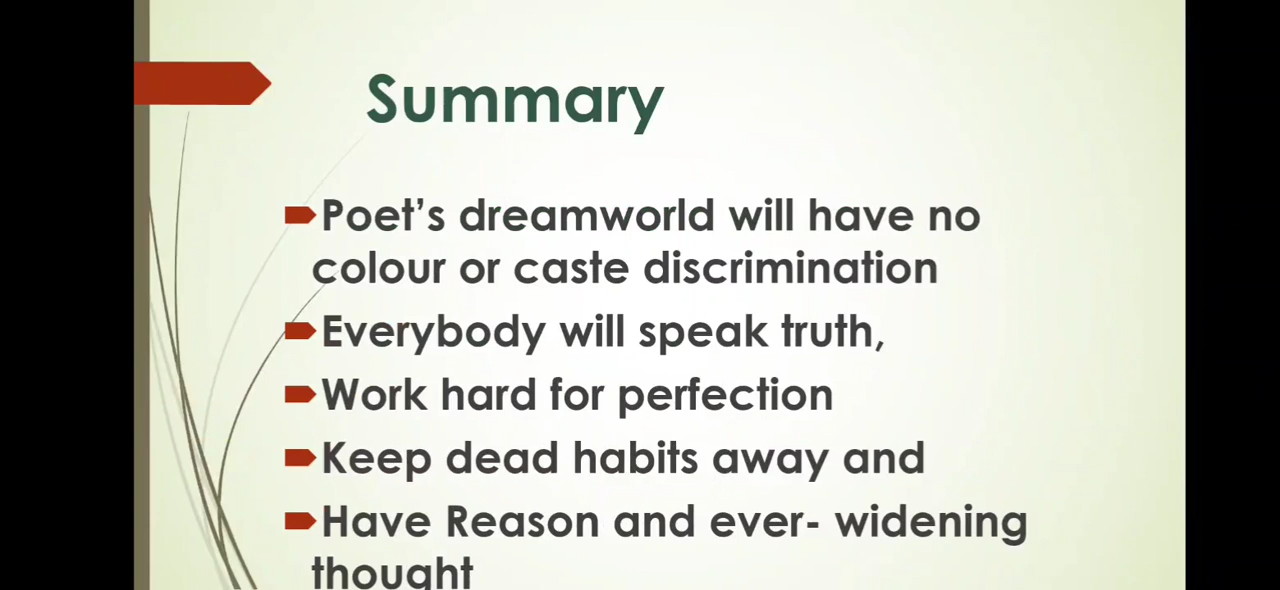 Summary
Poet's dreamworld will have no
colour or caste discrimination
Everybody will speak truth,
Work hard for perfection
Keep dead habits away and
Have Reason and ever- widening
thought